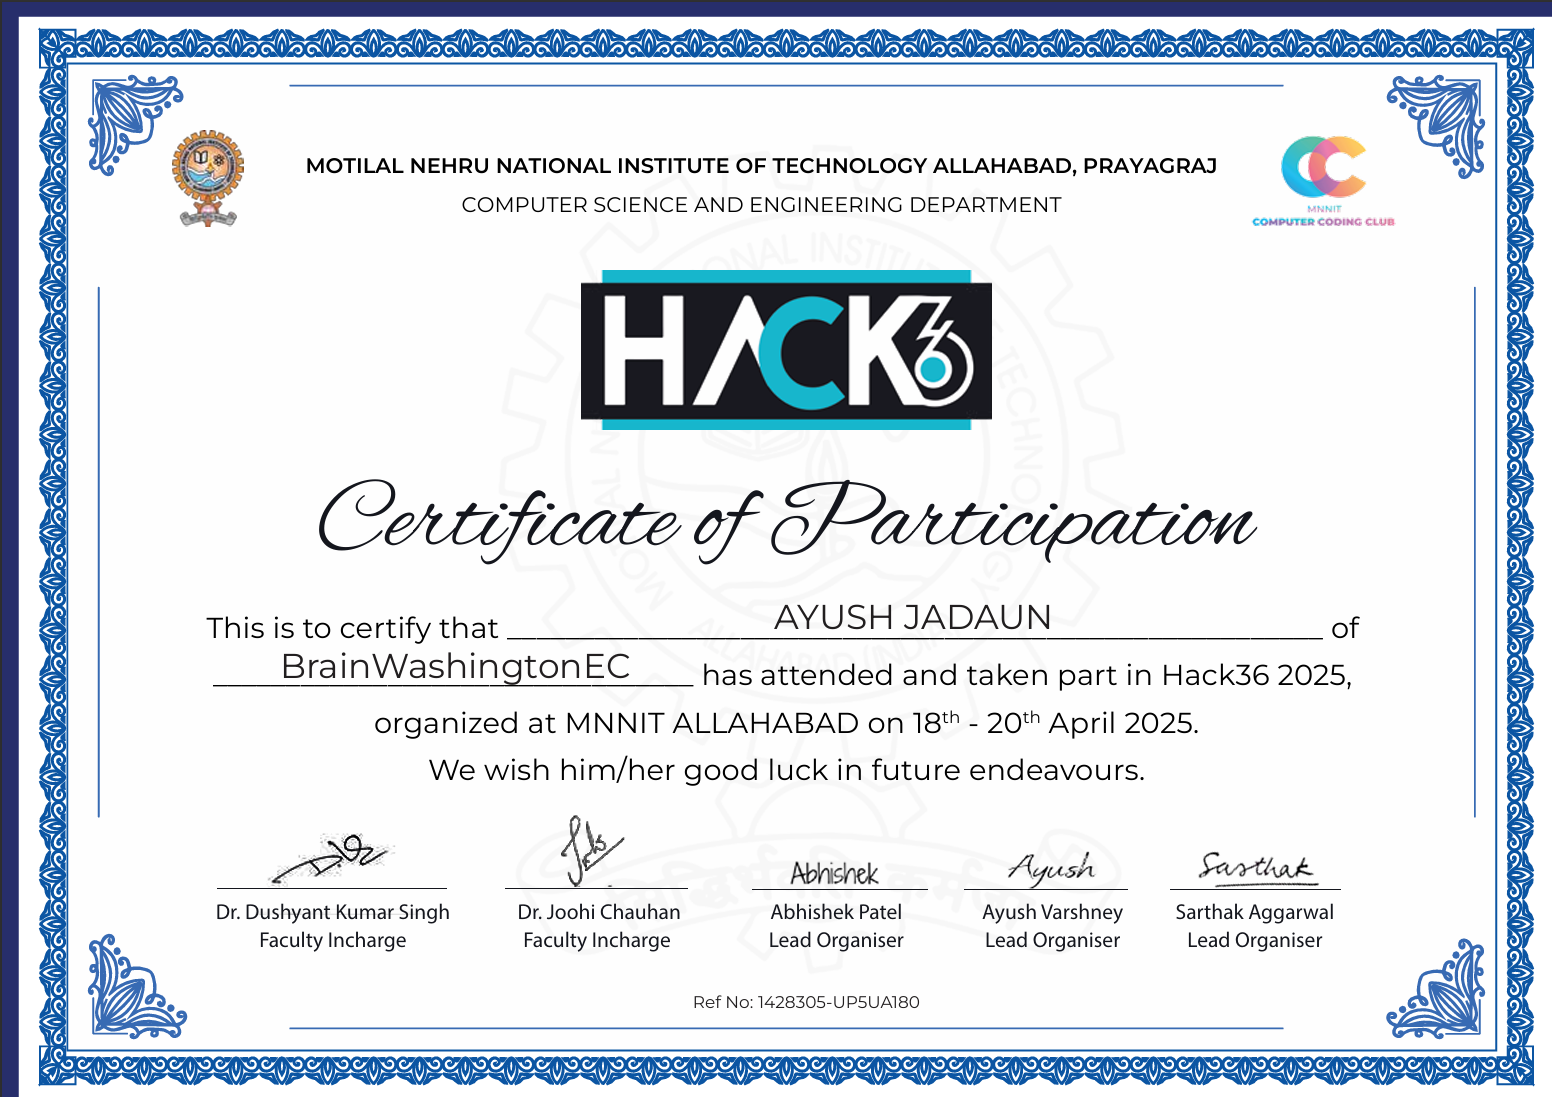 MOTILAL NEHRU NATIONAL INSTITUTE OF TECHNOLOGY ALLAHABAD, PRAYAGRAJ
COMPUTER SCIENCE AND ENGINEERING DEPARTMENT
MNNIT
COMPUTER CODING CLUB
HACK36
Certificate of Participation
This is to certify that AYUSH JADAUN of
BrainWashingtonEC has attended and taken part in Hack36 2025,
organized at MNNIT ALLAHABAD on 18th - 20th April 2025.
We wish him/her good luck in future endeavours.
Abhishek Ayush Sarthak
Dr. Dushyant Kumar Singh Dr. Joohi Chauhan Abhishek Patel Ayush Varshney Sarthak Aggarwal
Faculty Incharge Faculty Incharge Lead Organiser Lead Organiser Lead Organiser
Ref No: 1428305-UP5UA180